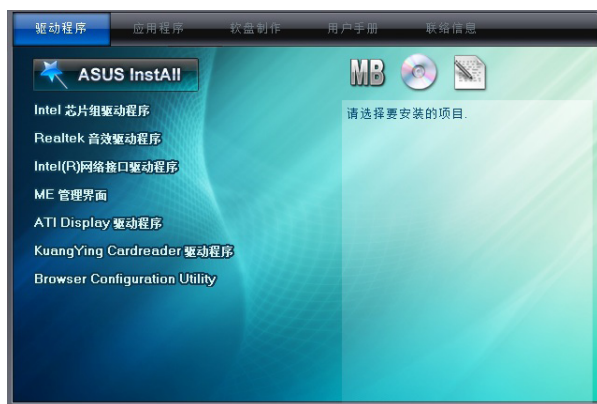 驱动程序 应用程序 软盘制作 用户手册 联络信息
ASUS InstAll
MB
Intel 芯片组驱动程序
请选择要安装的项目.
Realtek 音效驱动程序
Intel(R)网络接口驱动程序
ME 管理界面
ATI Display 驱动程序
KuangYing Cardreader 驱动程序
Browser Configuration Utility